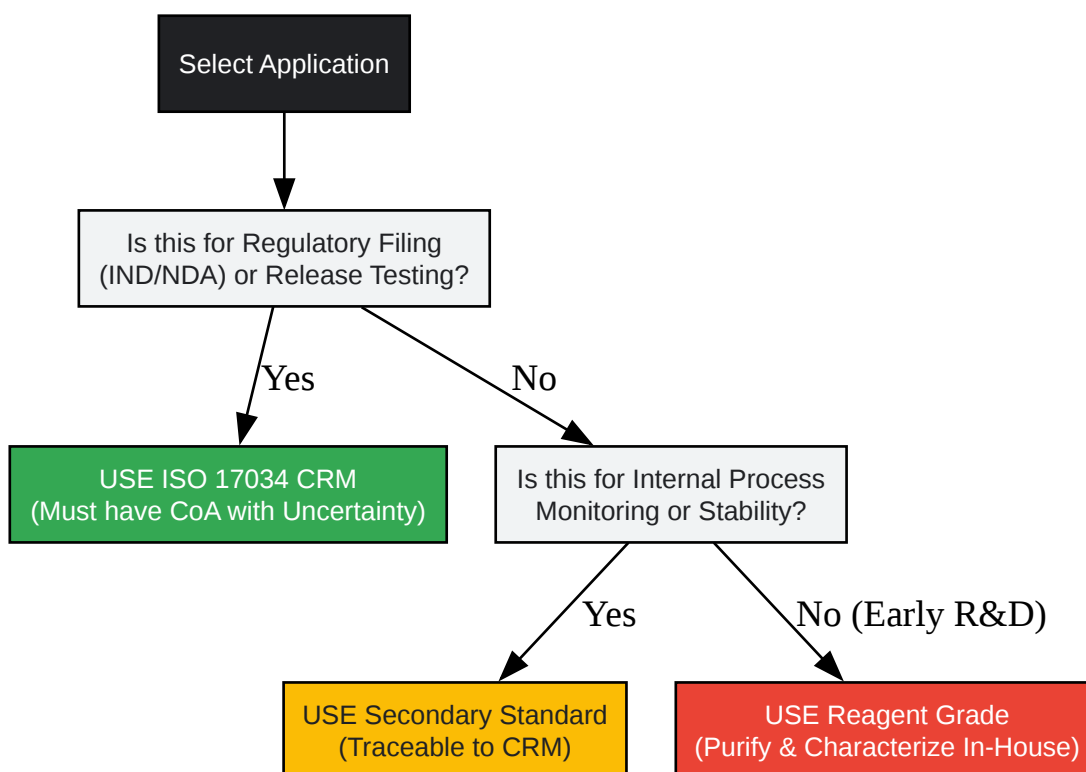 Select Application
Is this for Regulatory Filing
(IND/NDA) or Release Testing?
Yes
No
USE ISO 17034 CRM
(Must have CoA with Uncertainty)
Is this for Internal Process
Monitoring or Stability?
Yes
No (Early R&D)
USE Secondary Standard
(Traceable to CRM)
USE Reagent Grade
(Purify & Characterize In-House)